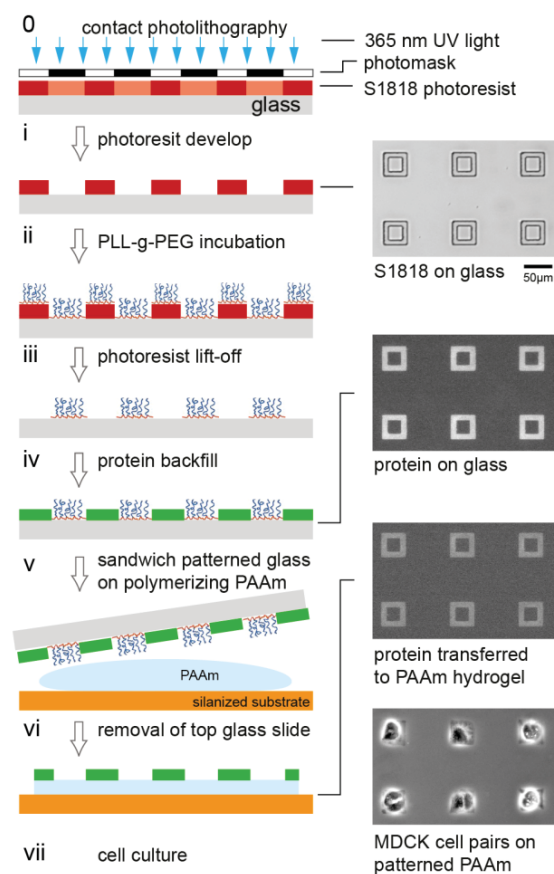 0
contact photolithography
365 nm UV light
photomask
S1818 photoresist
glass
i
photoresit develop
ii
PLL-g-PEG incubation
S1818 on glass
50µm
iii
photoresist lift-off
iv
protein backfill
protein on glass
v
sandwich patterned glass
on polymerizing PAAm
PAAm
silanized substrate
protein transferred
to PAAm hydrogel
vi
removal of top glass slide
vii
cell culture
MDCK cell pairs on
patterned PAAm